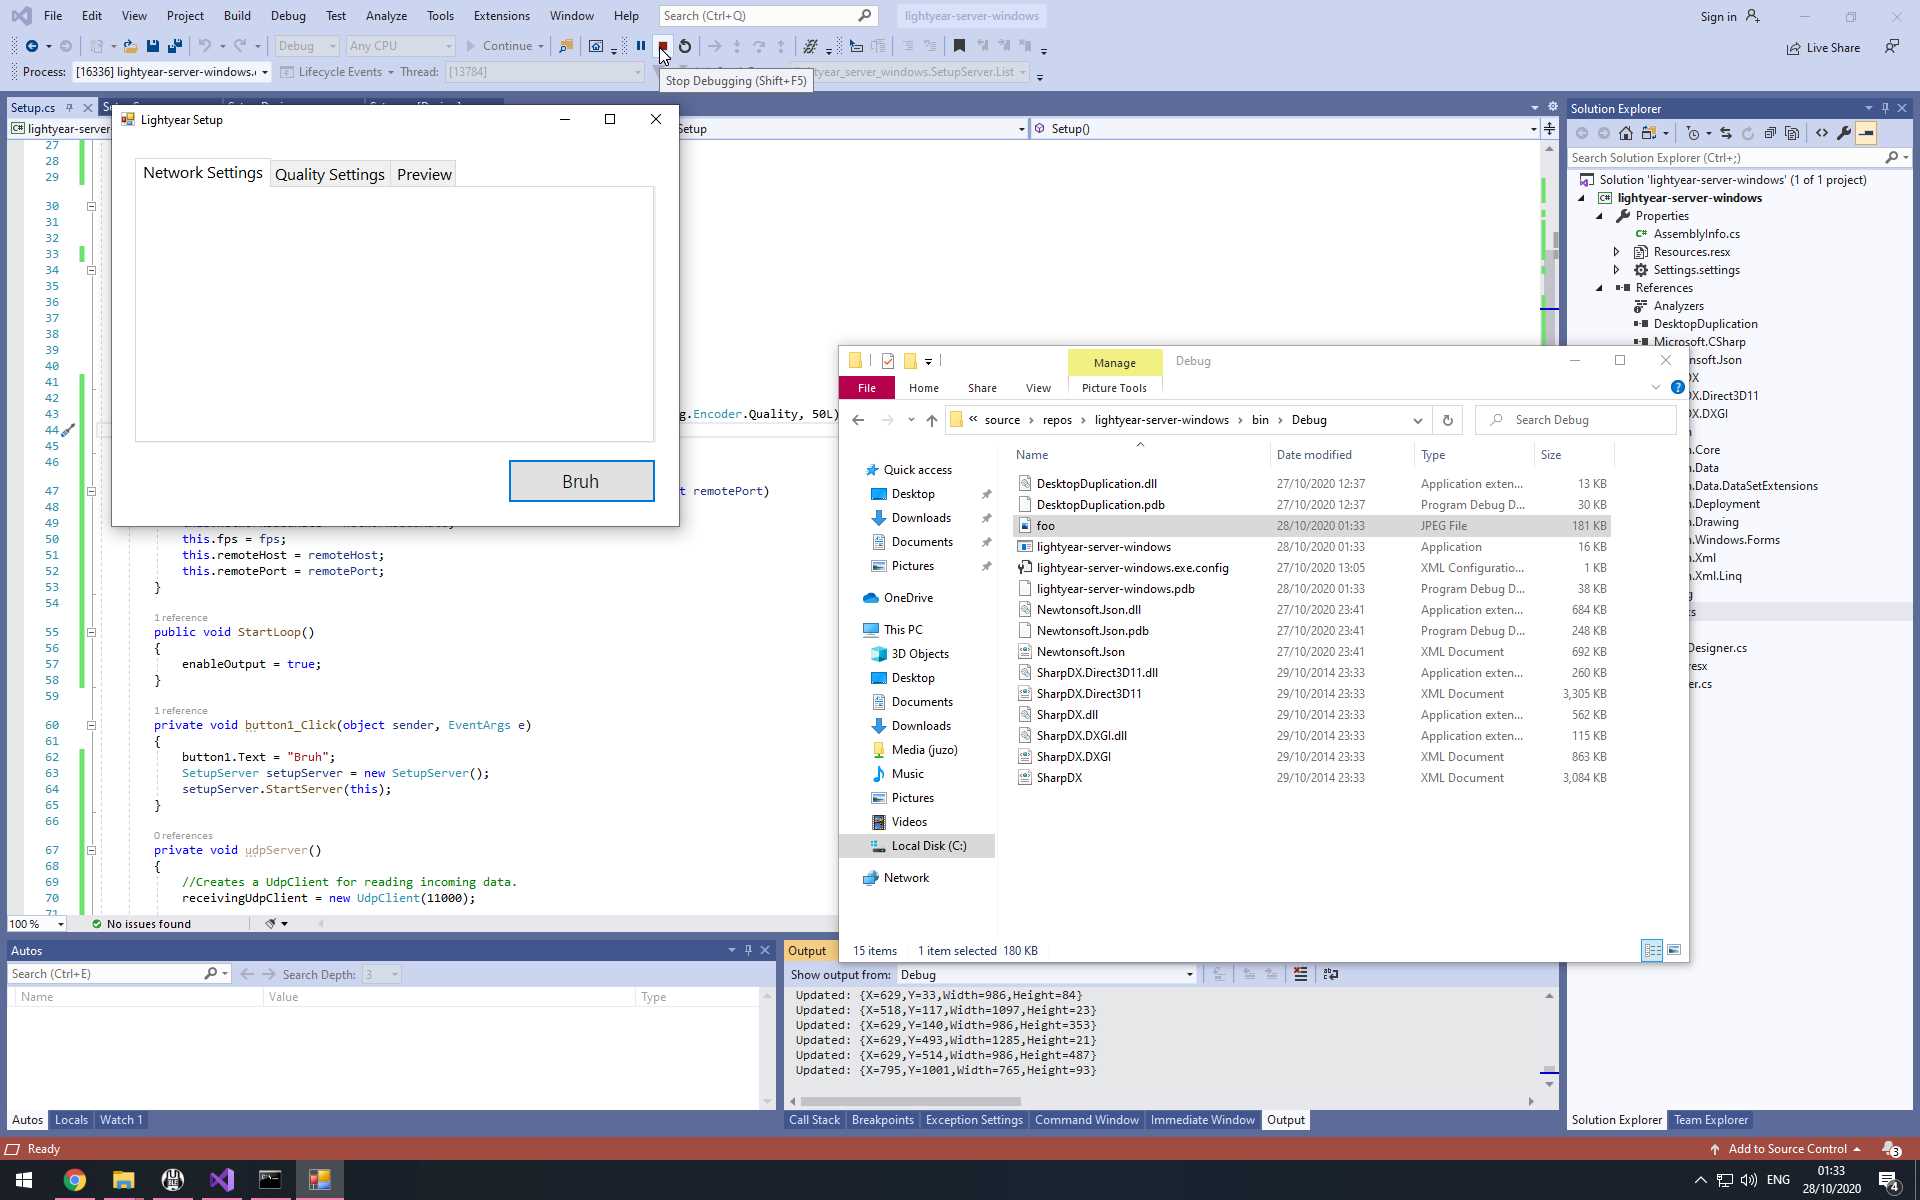 File Edit View Project Build Debug Test Analyze Tools Extensions Window Help Search (Ctrl+Q) lightyear-server-windows Sign in
Debug Any CPU Continue Live Share
Process: [16336] lightyear-server-windows. Lifecycle Events Thread: [13784] lightyear_server_windows.SetupServer.List
Stop Debugging (Shift+F5)
Setup.cs
lightyear-server Setup Setup()
Lightyear Setup
Network Settings Quality Settings Preview
Bruh
27
28
29
30
31
32
33
34
35
36
37
38
39
40
41
42
43 g.Encoder.Quality, 50L)
44
45
46
47 t remotePort)
48
49
50 this.fps = fps;
51 this.remoteHost = remoteHost;
52 this.remotePort = remotePort;
53 }
54
1 reference
55 public void StartLoop()
56 {
57 enableOutput = true;
58 }
59
1 reference
60 private void button1_Click(object sender, EventArgs e)
61 {
62 button1.Text = "Bruh";
63 SetupServer setupServer = new SetupServer();
64 setupServer.StartServer(this);
65 }
66
0 references
67 private void udpServer()
68 {
69 //Creates a UdpClient for reading incoming data.
70 receivingUdpClient = new UdpClient(11000);
71
100 % No issues found
Manage Debug
File Home Share View Picture Tools
« source › repos › lightyear-server-windows › bin › Debug Search Debug
Name Date modified Type Size
DesktopDuplication.dll 27/10/2020 12:37 Application exten... 13 KB
DesktopDuplication.pdb 27/10/2020 12:37 Program Debug D... 30 KB
foo 28/10/2020 01:33 JPEG File 181 KB
lightyear-server-windows 28/10/2020 01:33 Application 16 KB
lightyear-server-windows.exe.config 27/10/2020 13:05 XML Configuratio... 1 KB
lightyear-server-windows.pdb 28/10/2020 01:33 Program Debug D... 38 KB
Newtonsoft.Json.dll 27/10/2020 23:41 Application exten... 684 KB
Newtonsoft.Json.pdb 27/10/2020 23:41 Program Debug D... 248 KB
Newtonsoft.Json 27/10/2020 23:41 XML Document 692 KB
SharpDX.Direct3D11.dll 29/10/2014 23:33 Application exten... 260 KB
SharpDX.Direct3D11 29/10/2014 23:33 XML Document 3,305 KB
SharpDX.dll 29/10/2014 23:33 Application exten... 562 KB
SharpDX.DXGI.dll 29/10/2014 23:33 Application exten... 115 KB
SharpDX.DXGI 29/10/2014 23:33 XML Document 863 KB
SharpDX 29/10/2014 23:33 XML Document 3,084 KB
Quick access
Desktop
Downloads
Documents
Pictures
OneDrive
This PC
3D Objects
Desktop
Documents
Downloads
Media (juzo)
Music
Pictures
Videos
Local Disk (C:)
Network
15 items 1 item selected 180 KB
Solution Explorer
Search Solution Explorer (Ctrl+;)
Solution 'lightyear-server-windows' (1 of 1 project)
lightyear-server-windows
Properties
AssemblyInfo.cs
Resources.resx
Settings.settings
References
Analyzers
DesktopDuplication
Microsoft.CSharp
nsoft.Json
DX
DX.Direct3D11
DX.DXGI
n
n.Core
n.Data
n.Data.DataSetExtensions
n.Deployment
n.Drawing
n.Windows.Forms
n.Xml
n.Xml.Linq
g
cs
Designer.cs
resx
er.cs
Autos
Search (Ctrl+E) Search Depth: 3
Name Value Type
Autos Locals Watch 1
Output
Show output from: Debug
Updated: {X=629,Y=33,Width=986,Height=84}
Updated: {X=518,Y=117,Width=1097,Height=23}
Updated: {X=629,Y=140,Width=986,Height=353}
Updated: {X=629,Y=493,Width=1285,Height=21}
Updated: {X=629,Y=514,Width=986,Height=487}
Updated: {X=795,Y=1001,Width=765,Height=93}
Call Stack Breakpoints Exception Settings Command Window Immediate Window Output
Solution Explorer Team Explorer
Ready Add to Source Control 3
ENG 01:33
28/10/2020 4